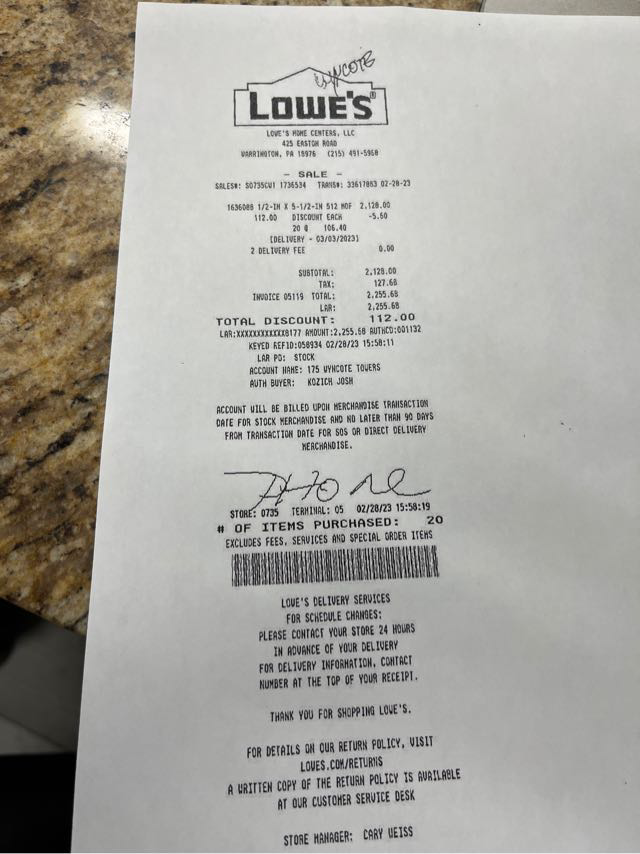 WYNCOTE
LOWE'S®
LOWE'S HOME CENTERS, LLC
425 EASTON ROAD
WARRINGTON, PA 18976 (215) 491-5960
- SALE -
SALES#: S0735CW1 1736534 TRANS#: 33617863 02-28-23
1636088 1/2-IN X 5-1/2-IN 512 MOF 2,128.00
112.00 DISCOUNT EACH -5.60
20 @ 106.40
[DELIVERY - 03/03/2023]
2 DELIVERY FEE 0.00
SUBTOTAL: 2,128.00
TAX: 127.68
INVOICE 05119 TOTAL: 2,255.68
LAR: 2,255.68
TOTAL DISCOUNT: 112.00
LAR:XXXXXXXXXXXX8177 AMOUNT:2,255.68 AUTHCD:001132
KEYED REFID:058934 02/28/23 15:58:11
LAR PO: STOCK
ACCOUNT NAME: 175 WYNCOTE TOWERS
AUTH BUYER: KOZICH JOSH
ACCOUNT WILL BE BILLED UPON MERCHANDISE TRANSACTION
DATE FOR STOCK MERCHANDISE AND NO LATER THAN 90 DAYS
FROM TRANSACTION DATE FOR SOS OR DIRECT DELIVERY
MERCHANDISE.
STORE: 0735 TERMINAL: 05 02/28/23 15:58:19
# OF ITEMS PURCHASED: 20
EXCLUDES FEES, SERVICES AND SPECIAL ORDER ITEMS
LOWE'S DELIVERY SERVICES
FOR SCHEDULE CHANGES:
PLEASE CONTACT YOUR STORE 24 HOURS
IN ADVANCE OF YOUR DELIVERY
FOR DELIVERY INFORMATION, CONTACT
NUMBER AT THE TOP OF YOUR RECEIPT.
THANK YOU FOR SHOPPING LOWE'S.
FOR DETAILS ON OUR RETURN POLICY, VISIT
LOWES.COM/RETURNS
A WRITTEN COPY OF THE RETURN POLICY IS AVAILABLE
AT OUR CUSTOMER SERVICE DESK
STORE MANAGER: CARY WEISS